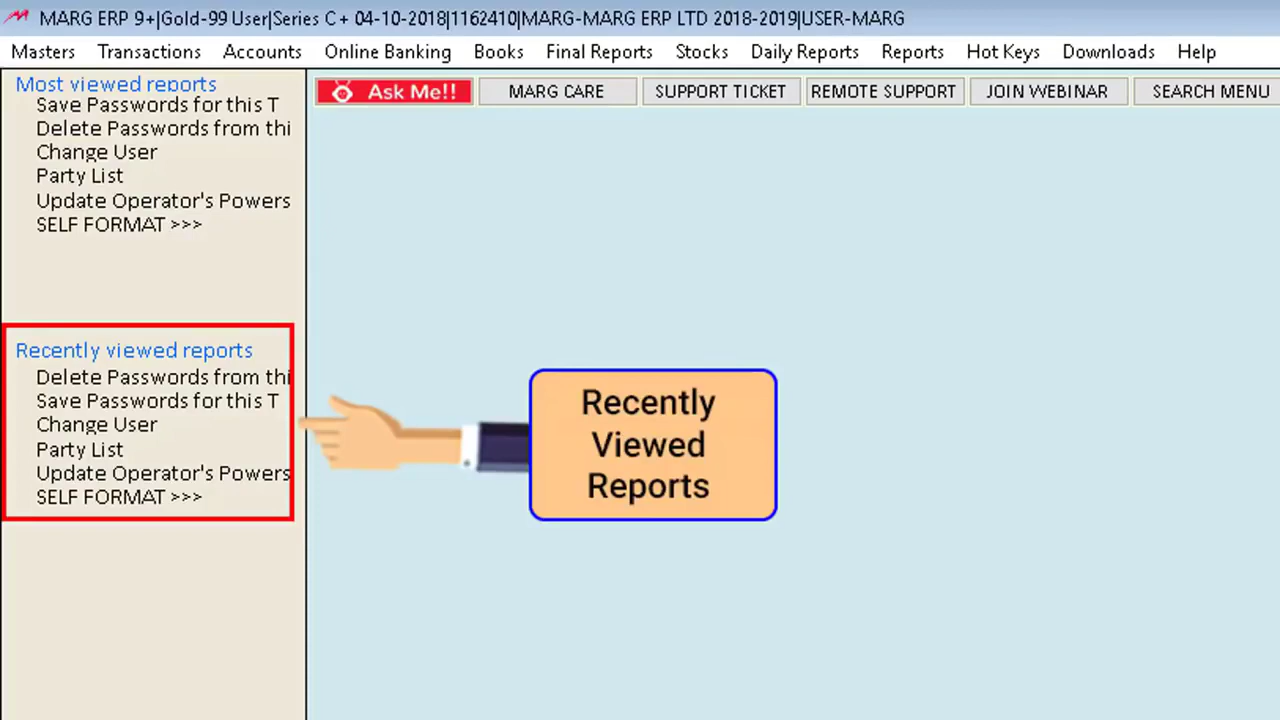 MARG ERP 9+|Gold-99 User|Series C + 04-10-2018|1162410|MARG-MARG ERP LTD 2018-2019|USER-MARG
Masters Transactions Accounts Online Banking Books Final Reports Stocks Daily Reports Reports Hot Keys Downloads Help
Most viewed reports
Save Passwords for this T
Delete Passwords from thi
Change User
Party List
Update Operator's Powers
SELF FORMAT >>>
Ask Me!! MARG CARE SUPPORT TICKET REMOTE SUPPORT JOIN WEBINAR SEARCH MENU
Recently viewed reports
Delete Passwords from thi
Save Passwords for this T
Change User
Party List
Update Operator's Powers
SELF FORMAT >>>
Recently
Viewed
Reports